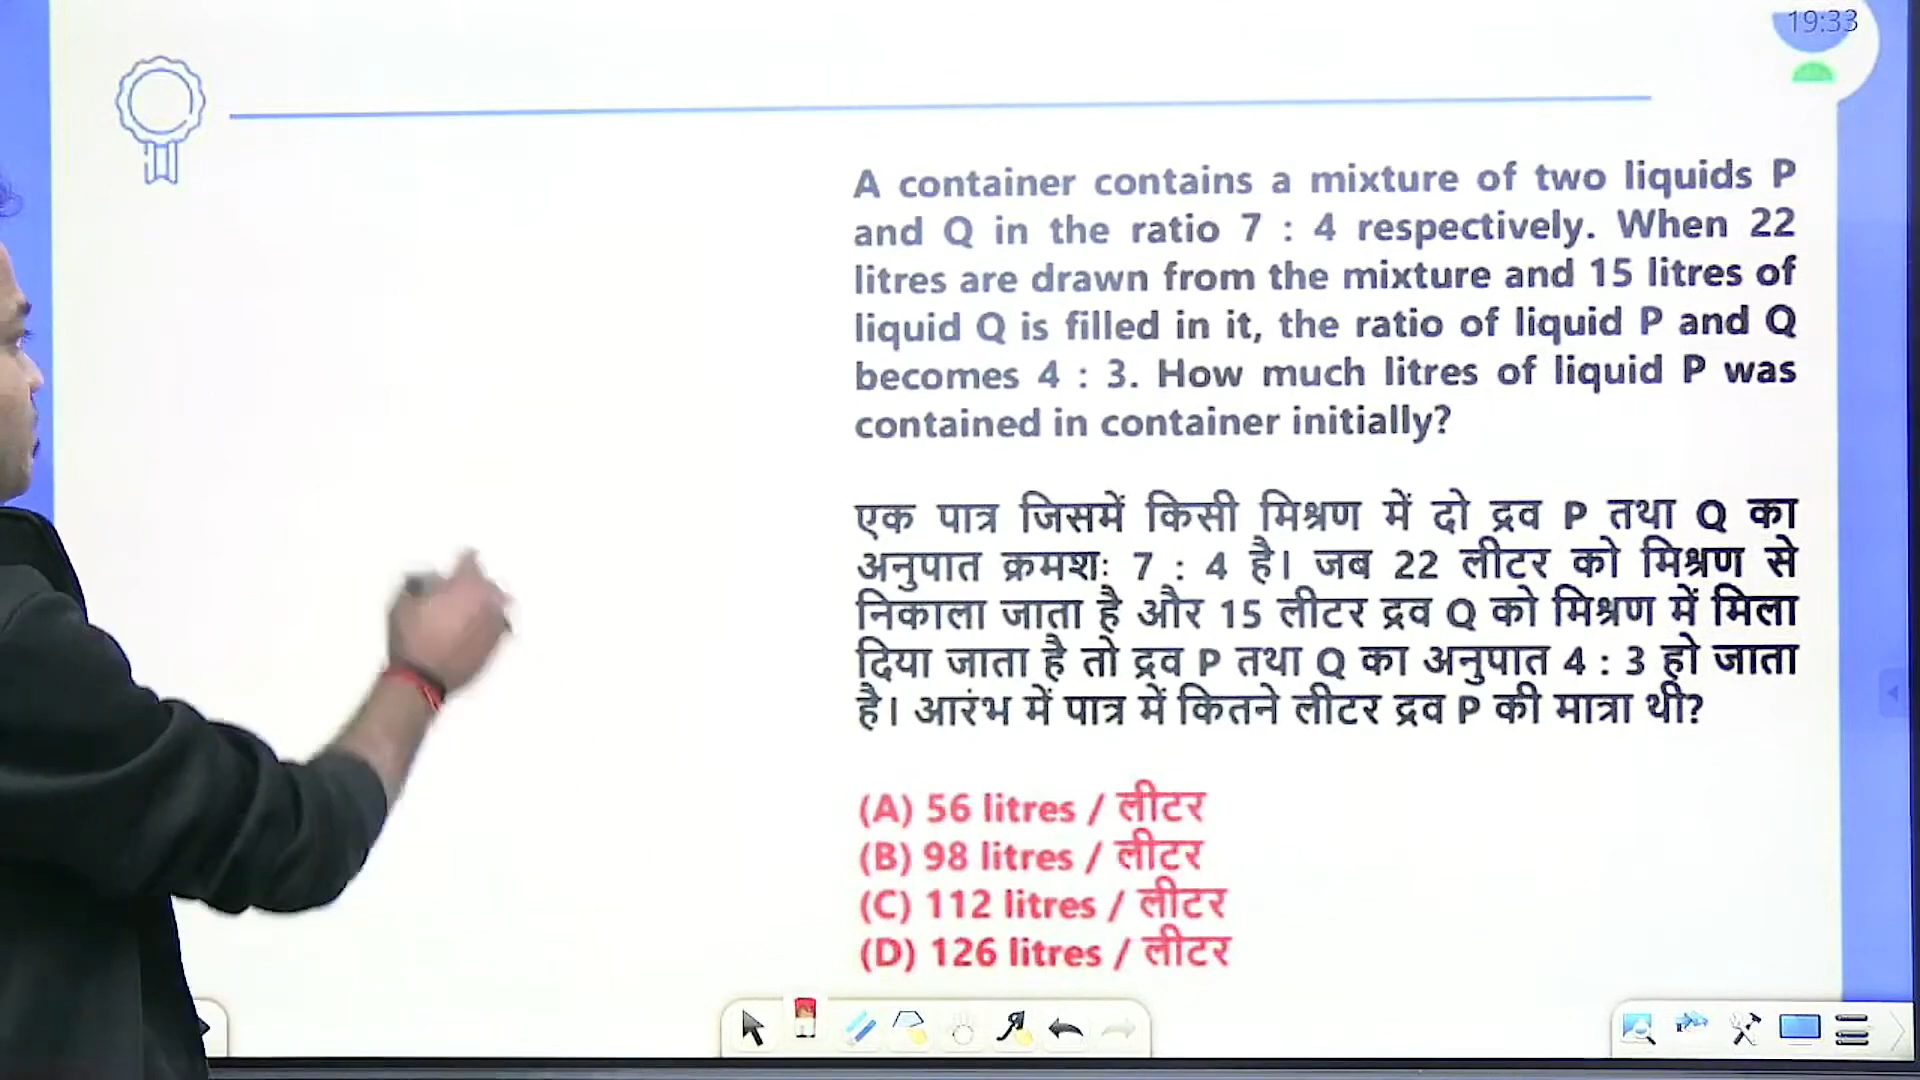 19:33
A container contains a mixture of two liquids P
and Q in the ratio 7 : 4 respectively. When 22
litres are drawn from the mixture and 15 litres of
liquid Q is filled in it, the ratio of liquid P and Q
becomes 4 : 3. How much litres of liquid P was
contained in container initially?
एक पात्र जिसमें किसी मिश्रण में दो द्रव P तथा Q का
अनुपात क्रमशः 7 : 4 है। जब 22 लीटर को मिश्रण से
निकाला जाता है और 15 लीटर द्रव Q को मिश्रण में मिला
दिया जाता है तो द्रव P तथा Q का अनुपात 4 : 3 हो जाता
है। आरंभ में पात्र में कितने लीटर द्रव P की मात्रा थी?
(A) 56 litres / लीटर
(B) 98 litres / लीटर
(C) 112 litres / लीटर
(D) 126 litres / लीटर